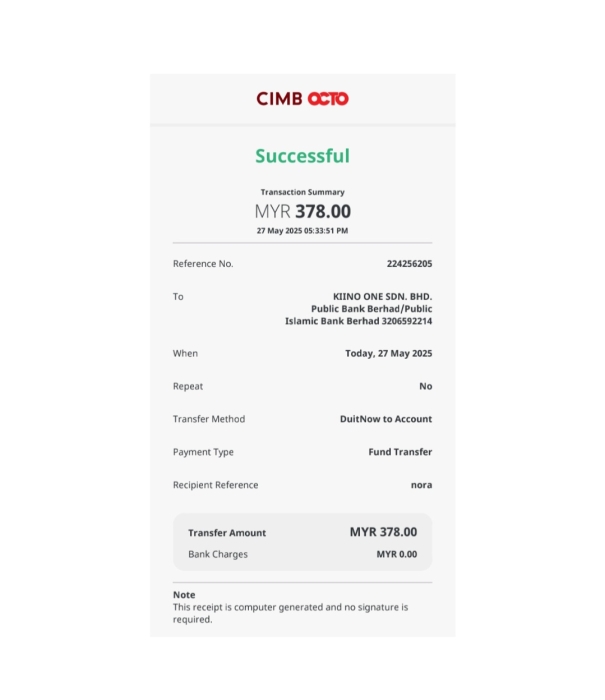 CIMB OCTO
Successful
Transaction Summary
MYR 378.00
27 May 2025 05:33:51 PM
Reference No. 224256205
To KIINO ONE SDN. BHD.
Public Bank Berhad/Public
Islamic Bank Berhad 3206592214
When Today, 27 May 2025
Repeat No
Transfer Method DuitNow to Account
Payment Type Fund Transfer
Recipient Reference nora
Transfer Amount MYR 378.00
Bank Charges MYR 0.00
Note
This receipt is computer generated and no signature is
required.